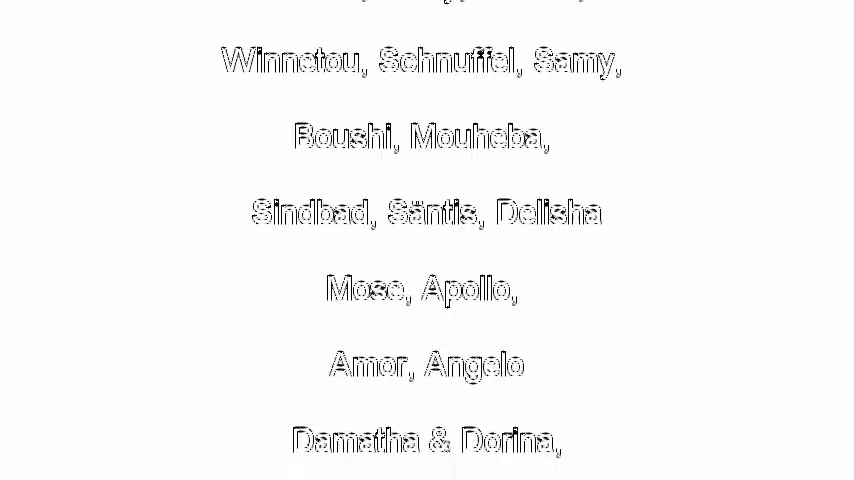 Winnetou, Schnuffel, Samy,
Boushi, Mouheba,
Sindbad, Säntis, Delisha
Mose, Apollo,
Amor, Angelo
Damatha & Dorina,